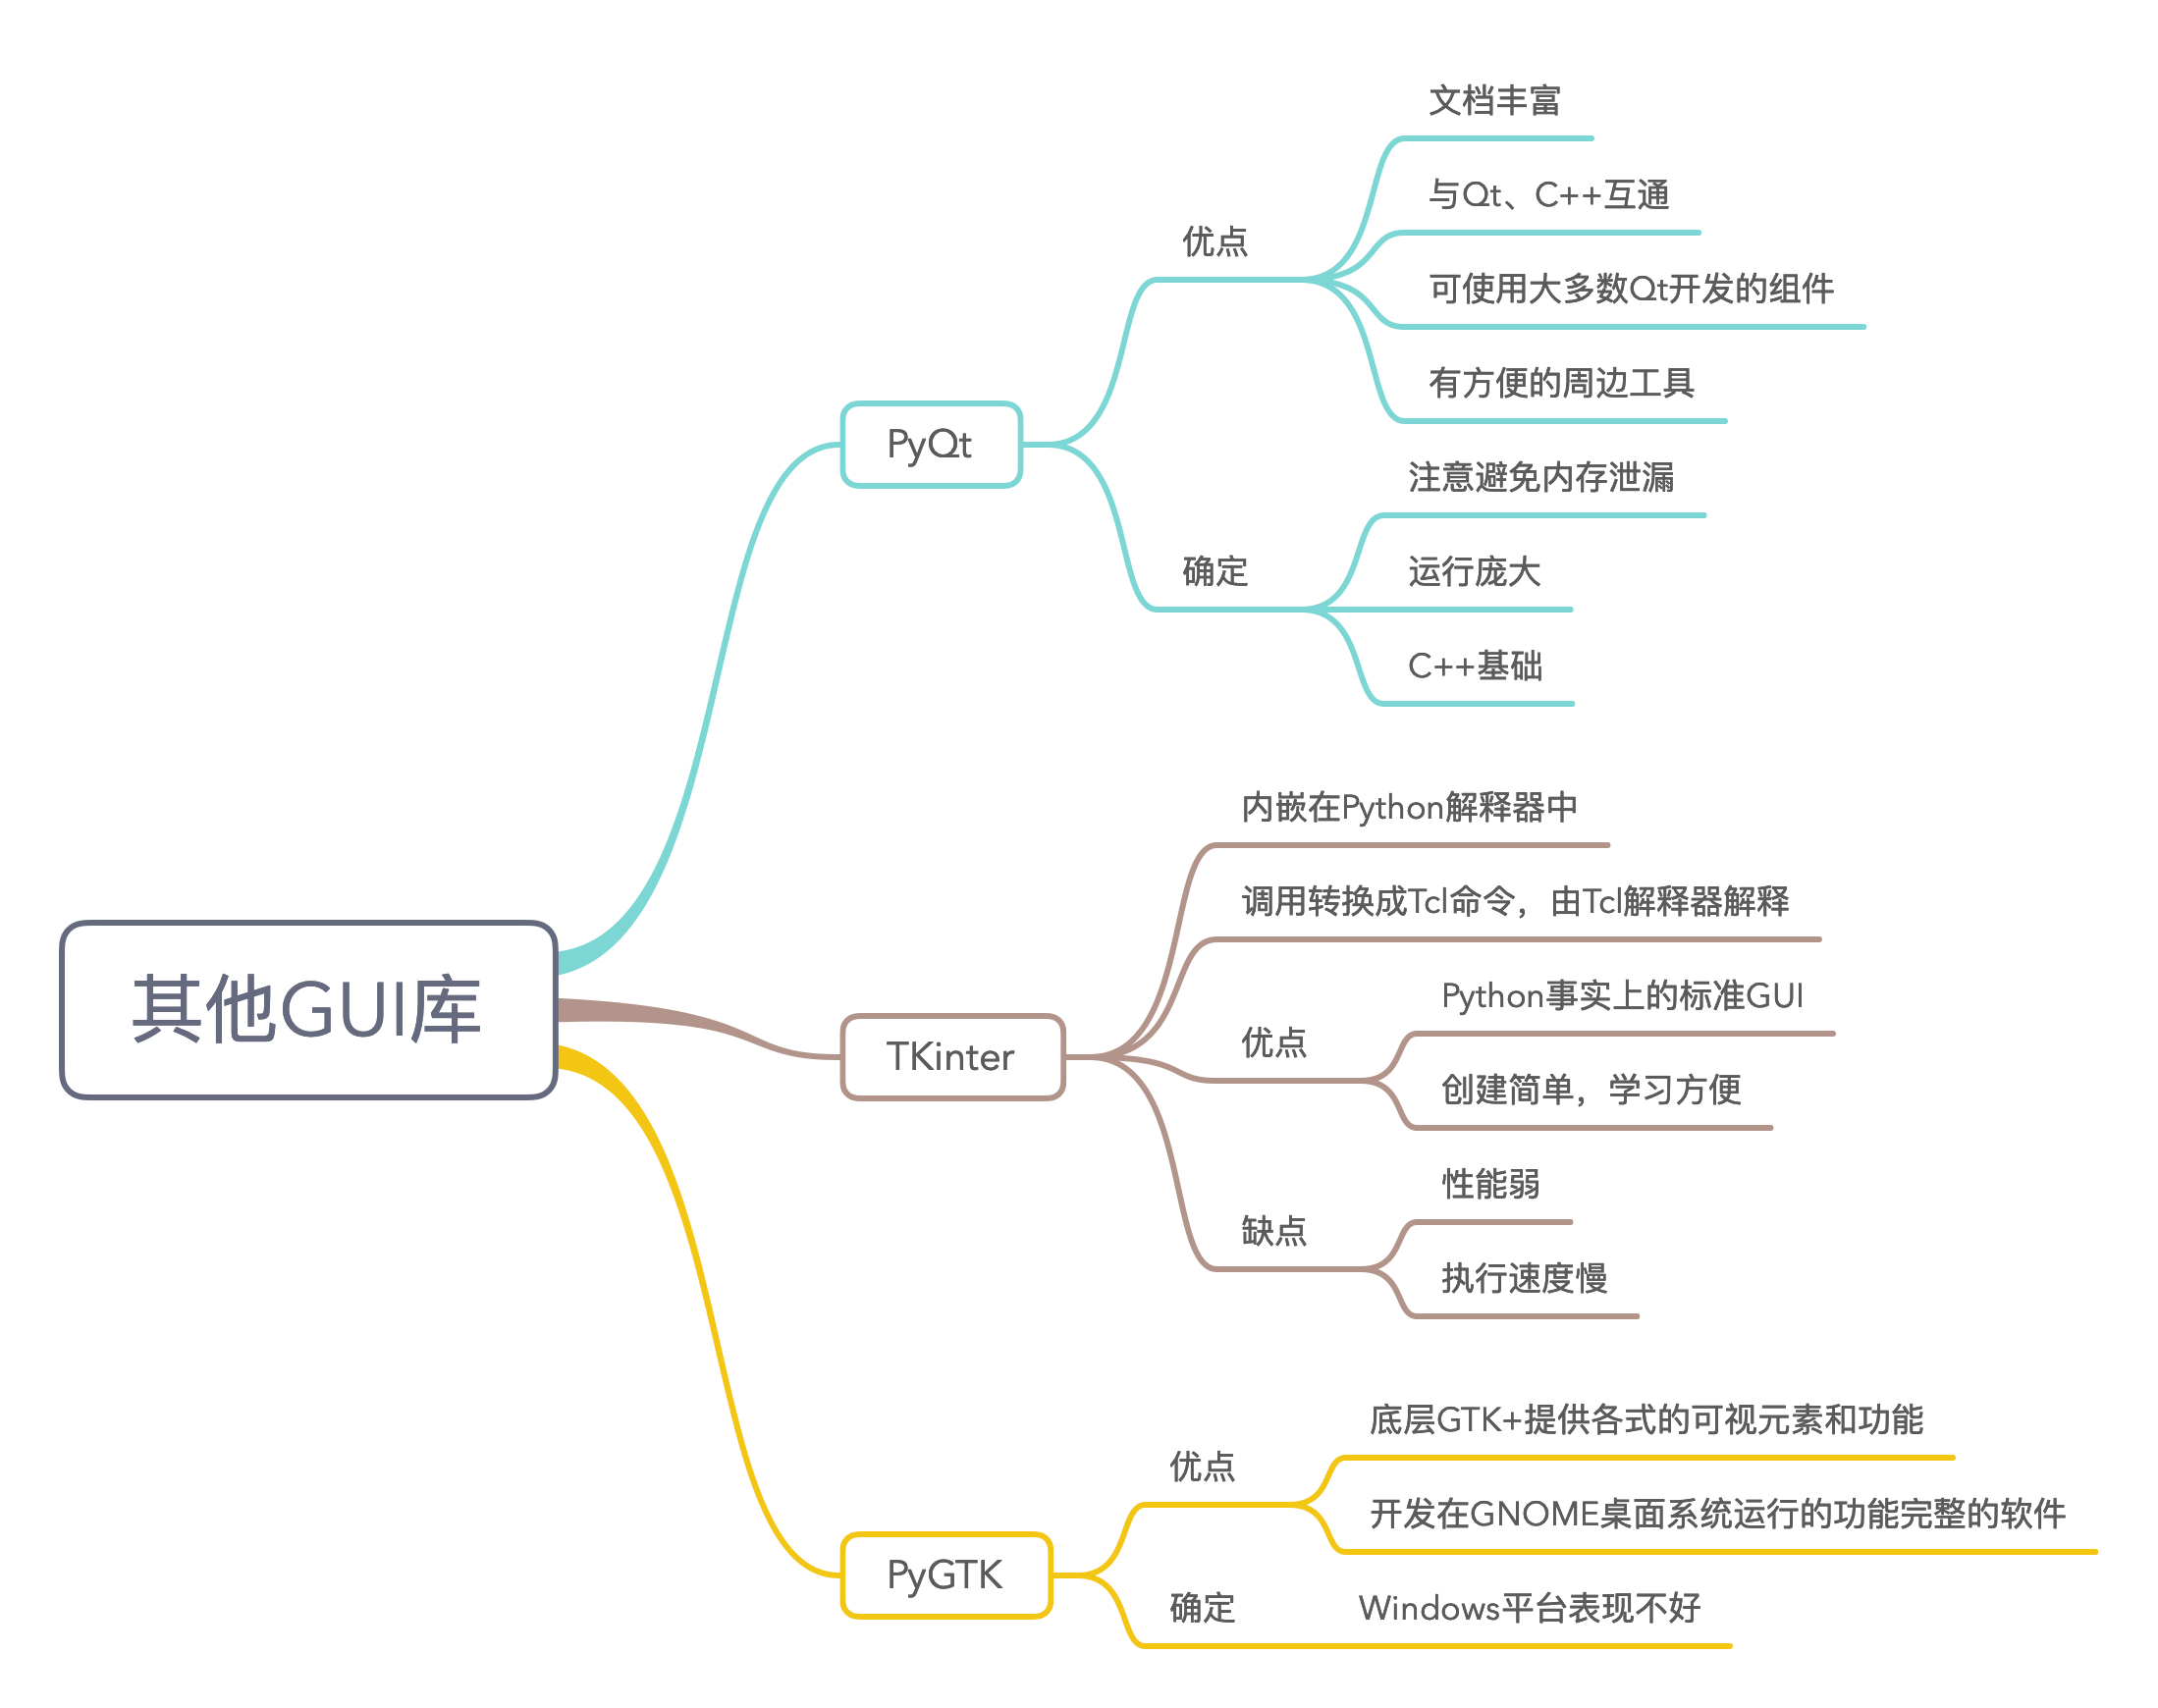 其他GUI库
PyQt
优点
文档丰富
与Qt、C++互通
可使用大多数Qt开发的组件
有方便的周边工具
确定
注意避免内存泄漏
运行庞大
C++基础
TKinter
内嵌在Python解释器中
调用转换成Tcl命令，由Tcl解释器解释
优点
Python事实上的标准GUI
创建简单，学习方便
缺点
性能弱
执行速度慢
PyGTK
优点
底层GTK+提供各式的可视元素和功能
开发在GNOME桌面系统运行的功能完整的软件
确定
Windows平台表现不好